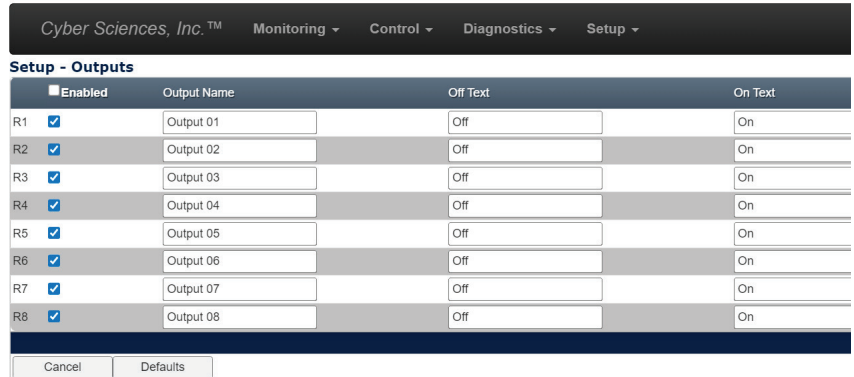 Cyber Sciences, Inc.™ Monitoring Control Diagnostics Setup
Setup - Outputs
Enabled Output Name Off Text On Text
R1 Output 01 Off On
R2 Output 02 Off On
R3 Output 03 Off On
R4 Output 04 Off On
R5 Output 05 Off On
R6 Output 06 Off On
R7 Output 07 Off On
R8 Output 08 Off On
Cancel Defaults